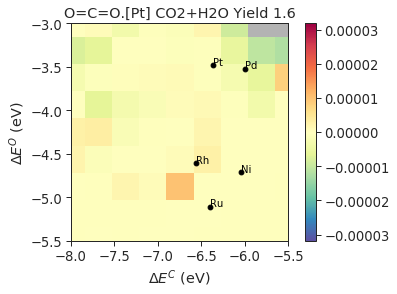 O=C=O.[Pt] CO2+H2O Yield 1.6
−3.0
−3.5
−4.0
−4.5
−5.0
−5.5
ΔE^O (eV)
Pt
Pd
Rh
Ni
Ru
−8.0 −7.5 −7.0 −6.5 −6.0 −5.5
ΔE^C (eV)
0.00003
0.00002
0.00001
0.00000
−0.00001
−0.00002
−0.00003